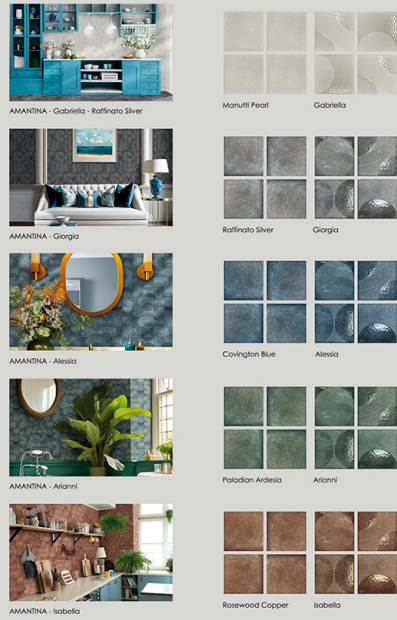 AMANTINA - Gabriella - Raffinato Silver
Manutti Pearl
Gabriella
AMANTINA - Giorgia
Raffinato Silver
Giorgia
AMANTINA - Alessia
Covington Blue
Alessia
AMANTINA - Arianni
Paladian Ardesia
Arianni
AMANTINA - Isabella
Rosewood Copper
Isabella